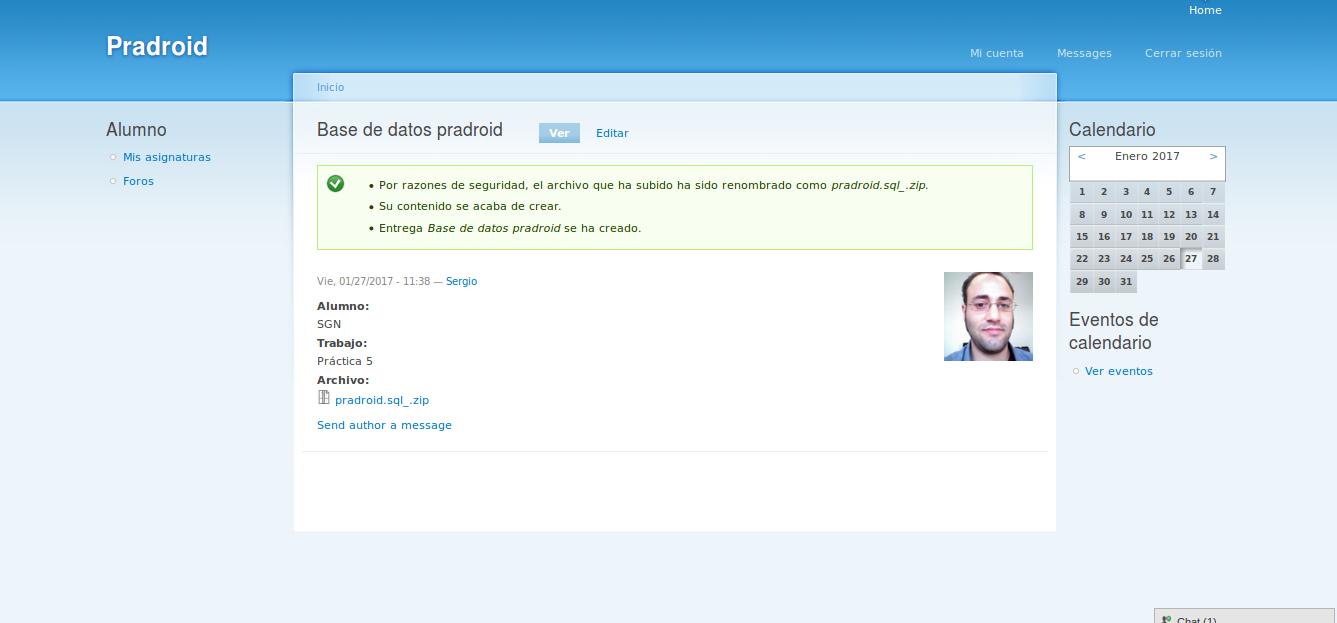 Home
Pradroid
Mi cuenta Messages Cerrar sesión
Inicio
Alumno
Mis asignaturas
Foros
Base de datos pradroid Ver Editar
Por razones de seguridad, el archivo que ha subido ha sido renombrado como pradroid.sql_.zip.
Su contenido se acaba de crear.
Entrega Base de datos pradroid se ha creado.
Vie, 01/27/2017 - 11:38 — Sergio
Alumno:
SGN
Trabajo:
Práctica 5
Archivo:
pradroid.sql_.zip
Send author a message
Calendario
< Enero 2017 >
1 2 3 4 5 6 7
8 9 10 11 12 13 14
15 16 17 18 19 20 21
22 23 24 25 26 27 28
29 30 31
Eventos de
calendario
Ver eventos
Chat (1)